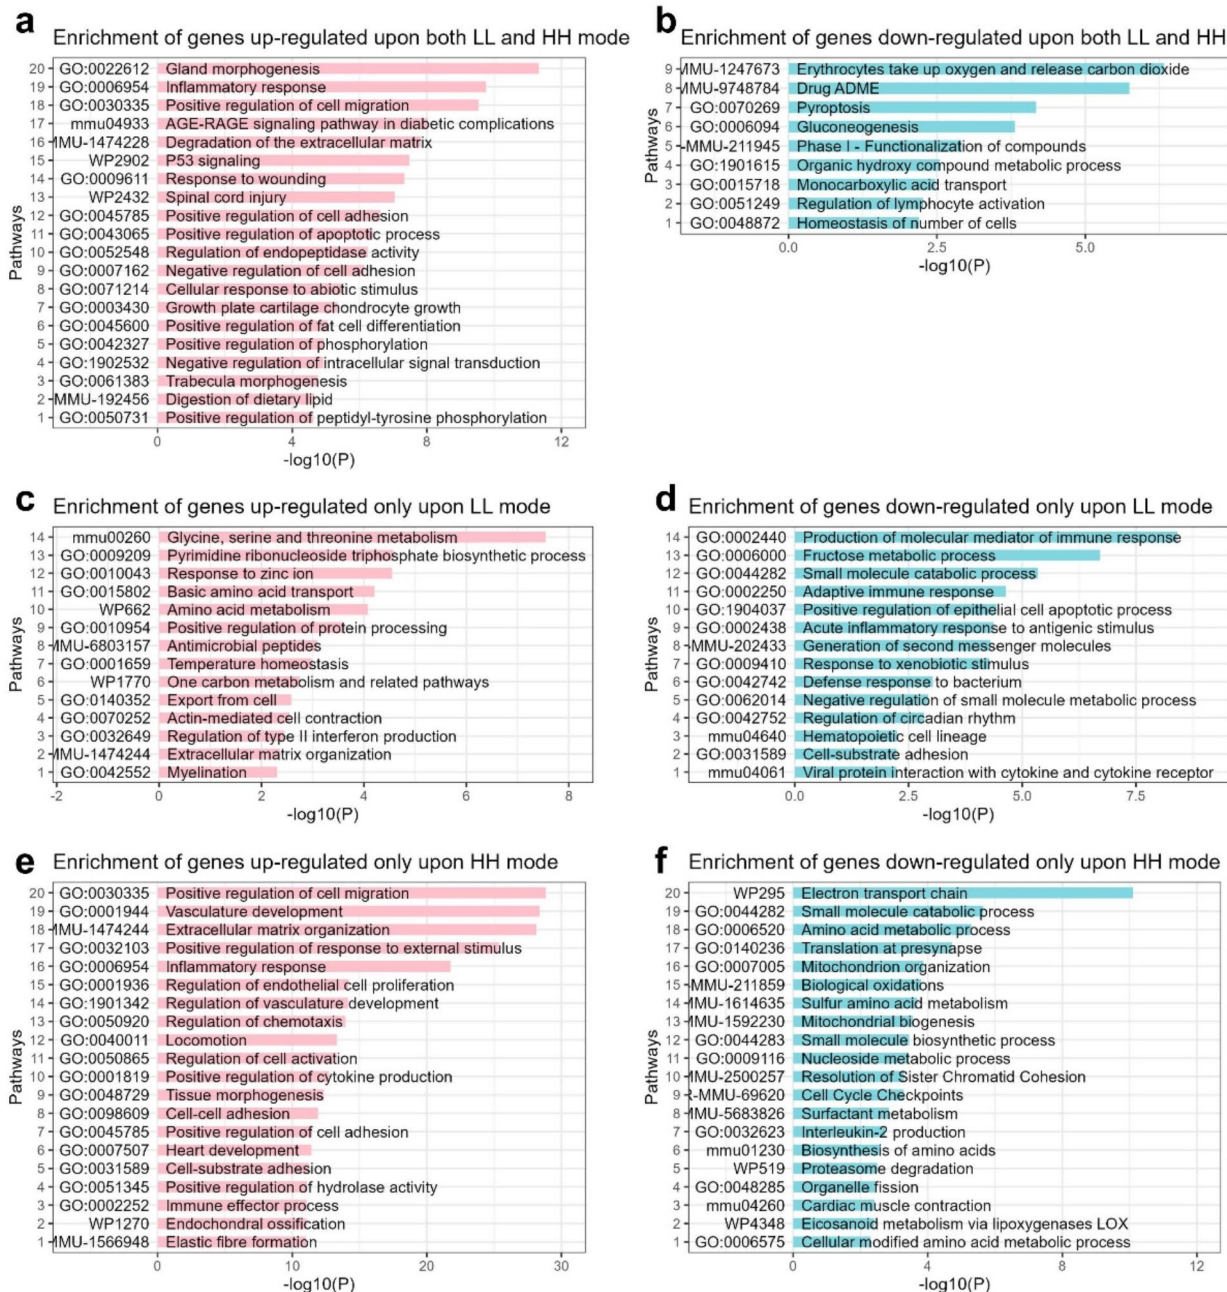 a
Enrichment of genes up-regulated upon both LL and HH mode
Pathways
20 GO:0022612 Gland morphogenesis
19 GO:0006954 Inflammatory response
18 GO:0030335 Positive regulation of cell migration
17 mmu04933 AGE-RAGE signaling pathway in diabetic complications
16 MMU-1474228 Degradation of the extracellular matrix
15 WP2902 P53 signaling
14 GO:0009611 Response to wounding
13 WP2432 Spinal cord injury
12 GO:0045785 Positive regulation of cell adhesion
11 GO:0043065 Positive regulation of apoptotic process
10 GO:0052548 Regulation of endopeptidase activity
9 GO:0007162 Negative regulation of cell adhesion
8 GO:0071214 Cellular response to abiotic stimulus
7 GO:0003430 Growth plate cartilage chondrocyte growth
6 GO:0045600 Positive regulation of fat cell differentiation
5 GO:0042327 Positive regulation of phosphorylation
4 GO:1902532 Negative regulation of intracellular signal transduction
3 GO:0061383 Trabecula morphogenesis
2 MMU-192456 Digestion of dietary lipid
1 GO:0050731 Positive regulation of peptidyl-tyrosine phosphorylation
0 4 8 12
-log10(P)
b
Enrichment of genes down-regulated upon both LL and HH
Pathways
9 MMU-1247673 Erythrocytes take up oxygen and release carbon dioxide
8 MMU-9748784 Drug ADME
7 GO:0070269 Pyroptosis
6 GO:0006094 Gluconeogenesis
5 -MMU-211945 Phase I - Functionalization of compounds
4 GO:1901615 Organic hydroxy compound metabolic process
3 GO:0015718 Monocarboxylic acid transport
2 GO:0051249 Regulation of lymphocyte activation
1 GO:0048872 Homeostasis of number of cells
0.0 2.5 5.0
-log10(P)
c
Enrichment of genes up-regulated only upon LL mode
Pathways
14 mmu00260 Glycine, serine and threonine metabolism
13 GO:0009209 Pyrimidine ribonucleoside triphosphate biosynthetic process
12 GO:0010043 Response to zinc ion
11 GO:0015802 Basic amino acid transport
10 WP662 Amino acid metabolism
9 GO:0010954 Positive regulation of protein processing
8 MMU-6803157 Antimicrobial peptides
7 GO:0001659 Temperature homeostasis
6 WP1770 One carbon metabolism and related pathways
5 GO:0140352 Export from cell
4 GO:0070252 Actin-mediated cell contraction
3 GO:0032649 Regulation of type II interferon production
2 MMU-1474244 Extracellular matrix organization
1 GO:0042552 Myelination
-2 0 2 4 6 8
-log10(P)
d
Enrichment of genes down-regulated only upon LL mode
Pathways
14 GO:0002440 Production of molecular mediator of immune response
13 GO:0006000 Fructose metabolic process
12 GO:0044282 Small molecule catabolic process
11 GO:0002250 Adaptive immune response
10 GO:1904037 Positive regulation of epithelial cell apoptotic process
9 GO:0002438 Acute inflammatory response to antigenic stimulus
8 MMU-202433 Generation of second messenger molecules
7 GO:0009410 Response to xenobiotic stimulus
6 GO:0042742 Defense response to bacterium
5 GO:0062014 Negative regulation of small molecule metabolic process
4 GO:0042752 Regulation of circadian rhythm
3 mmu04640 Hematopoietic cell lineage
2 GO:0031589 Cell-substrate adhesion
1 mmu04061 Viral protein interaction with cytokine and cytokine receptor
0.0 2.5 5.0 7.5
-log10(P)
e
Enrichment of genes up-regulated only upon HH mode
Pathways
20 GO:0030335 Positive regulation of cell migration
19 GO:0001944 Vasculature development
18 MMU-1474244 Extracellular matrix organization
17 GO:0032103 Positive regulation of response to external stimulus
16 GO:0006954 Inflammatory response
15 GO:0001936 Regulation of endothelial cell proliferation
14 GO:1901342 Regulation of vasculature development
13 GO:0050920 Regulation of chemotaxis
12 GO:0040011 Locomotion
11 GO:0050865 Regulation of cell activation
10 GO:0001819 Positive regulation of cytokine production
9 GO:0048729 Tissue morphogenesis
8 GO:0098609 Cell-cell adhesion
7 GO:0045785 Positive regulation of cell adhesion
6 GO:0007507 Heart development
5 GO:0031589 Cell-substrate adhesion
4 GO:0051345 Positive regulation of hydrolase activity
3 GO:0002252 Immune effector process
2 WP1270 Endochondral ossification
1 MMU-1566948 Elastic fibre formation
0 10 20 30
-log10(P)
f
Enrichment of genes down-regulated only upon HH mode
Pathways
20 WP295 Electron transport chain
19 GO:0044282 Small molecule catabolic process
18 GO:0006520 Amino acid metabolic process
17 GO:0140236 Translation at presynapse
16 GO:0007005 Mitochondrion organization
15 -MMU-211859 Biological oxidations
14 MMU-1614635 Sulfur amino acid metabolism
13 MMU-1592230 Mitochondrial biogenesis
12 GO:0044283 Small molecule biosynthetic process
11 GO:0009116 Nucleoside metabolic process
10 MMU-2500257 Resolution of Sister Chromatid Cohesion
9 R-MMU-69620 Cell Cycle Checkpoints
8 MMU-5683826 Surfactant metabolism
7 GO:0032623 Interleukin-2 production
6 mmu01230 Biosynthesis of amino acids
5 WP519 Proteasome degradation
4 GO:0048285 Organelle fission
3 mmu04260 Cardiac muscle contraction
2 WP4348 Eicosanoid metabolism via lipoxygenases LOX
1 GO:0006575 Cellular modified amino acid metabolic process
0 4 8 12
-log10(P)